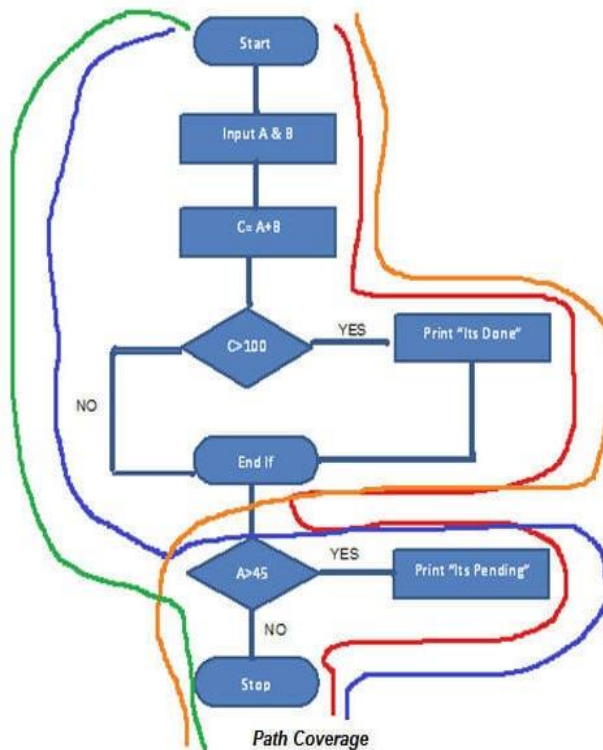 Start
Input A & B
C= A+B
C>100
YES
Print "Its Done"
NO
End If
A>45
YES
Print "Its Pending"
NO
Stop
Path Coverage